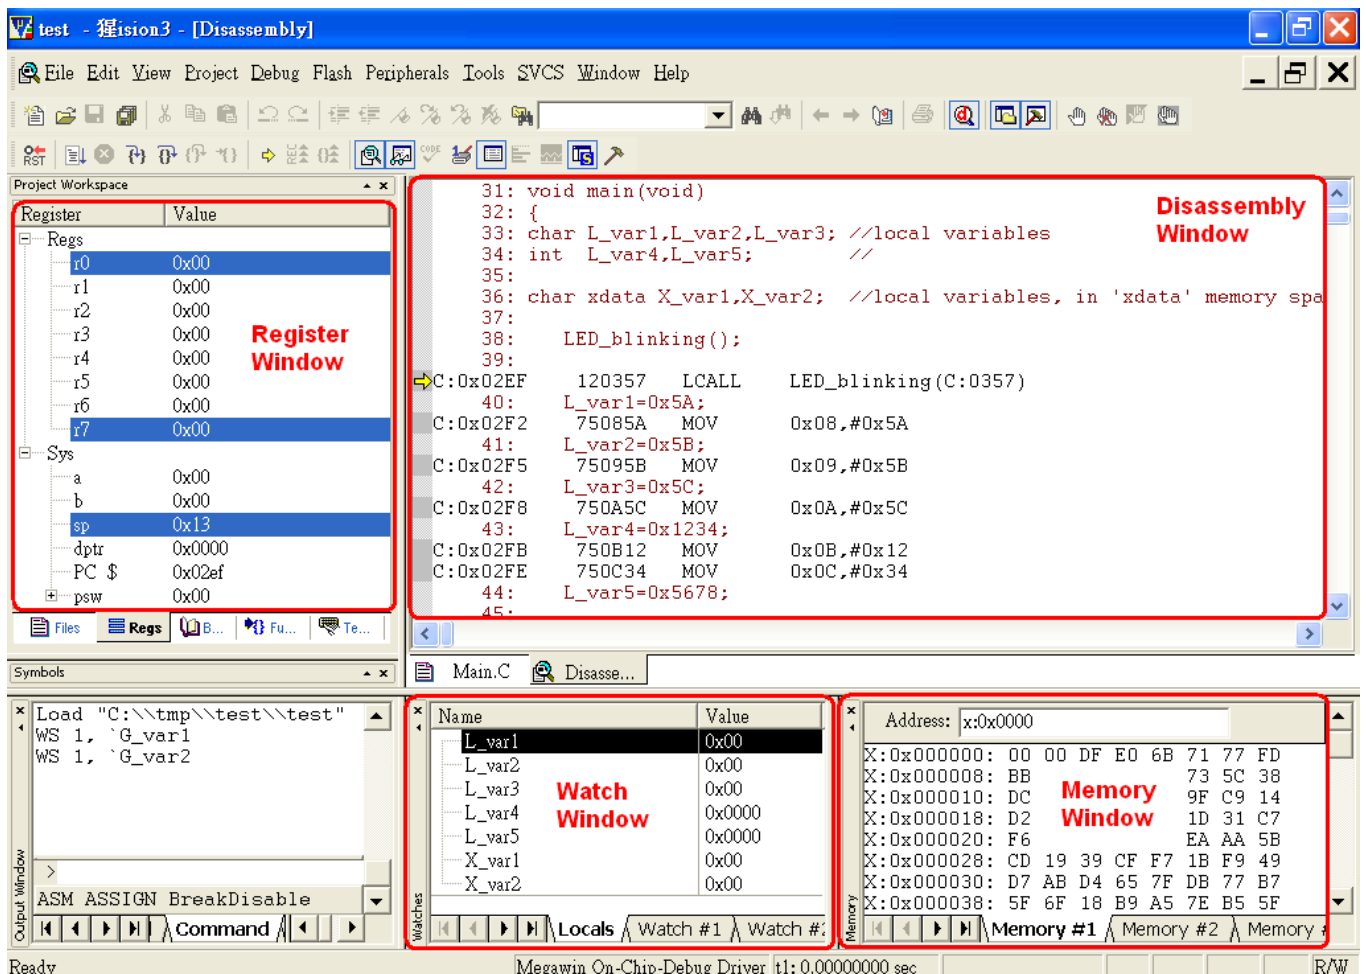 test - 猩ision3 - [Disassembly]
File Edit View Project Debug Flash Peripherals Tools SVCS Window Help
RST
CODE
Project Workspace
Register Value
Regs
r0 0x00
r1 0x00
r2 0x00
r3 0x00
r4 0x00
r5 0x00
r6 0x00
r7 0x00
Sys
a 0x00
b 0x00
sp 0x13
dptr 0x0000
PC $ 0x02ef
psw 0x00
Register
Window
Files Regs B... Fu... Te...
31: void main(void)
32: {
33: char L_var1,L_var2,L_var3; //local variables
34: int L_var4,L_var5; //
35:
36: char xdata X_var1,X_var2; //local variables, in 'xdata' memory spa
37:
38: LED_blinking();
39:
C:0x02EF 120357 LCALL LED_blinking(C:0357)
40: L_var1=0x5A;
C:0x02F2 75085A MOV 0x08,#0x5A
41: L_var2=0x5B;
C:0x02F5 75095B MOV 0x09,#0x5B
42: L_var3=0x5C;
C:0x02F8 750A5C MOV 0x0A,#0x5C
43: L_var4=0x1234;
C:0x02FB 750B12 MOV 0x0B,#0x12
C:0x02FE 750C34 MOV 0x0C,#0x34
44: L_var5=0x5678;
45:
Disassembly
Window
Main.C Disasse...
Symbols
Load "C:\\tmp\\test\\test"
WS 1, `G_var1
WS 1, `G_var2
>
ASM ASSIGN BreakDisable
Command
Output Window
Name Value
L_var1 0x00
L_var2 0x00
L_var3 0x00
L_var4 0x0000
L_var5 0x0000
X_var1 0x00
X_var2 0x00
Watch
Window
Locals Watch #1 Watch #2
Watches
Address: x:0x0000
X:0x000000: 00 00 DF E0 6B 71 77 FD
X:0x000008: BB 73 5C 38
X:0x000010: DC 9F C9 14
X:0x000018: D2 1D 31 C7
X:0x000020: F6 EA AA 5B
X:0x000028: CD 19 39 CF F7 1B F9 49
X:0x000030: D7 AB D4 65 7F DB 77 B7
X:0x000038: 5F 6F 18 B9 A5 7E B5 5F
Memory
Window
Memory #1 Memory #2 Memory #
Memory
Ready Megawin On-Chip-Debug Driver t1: 0.00000000 sec R/W